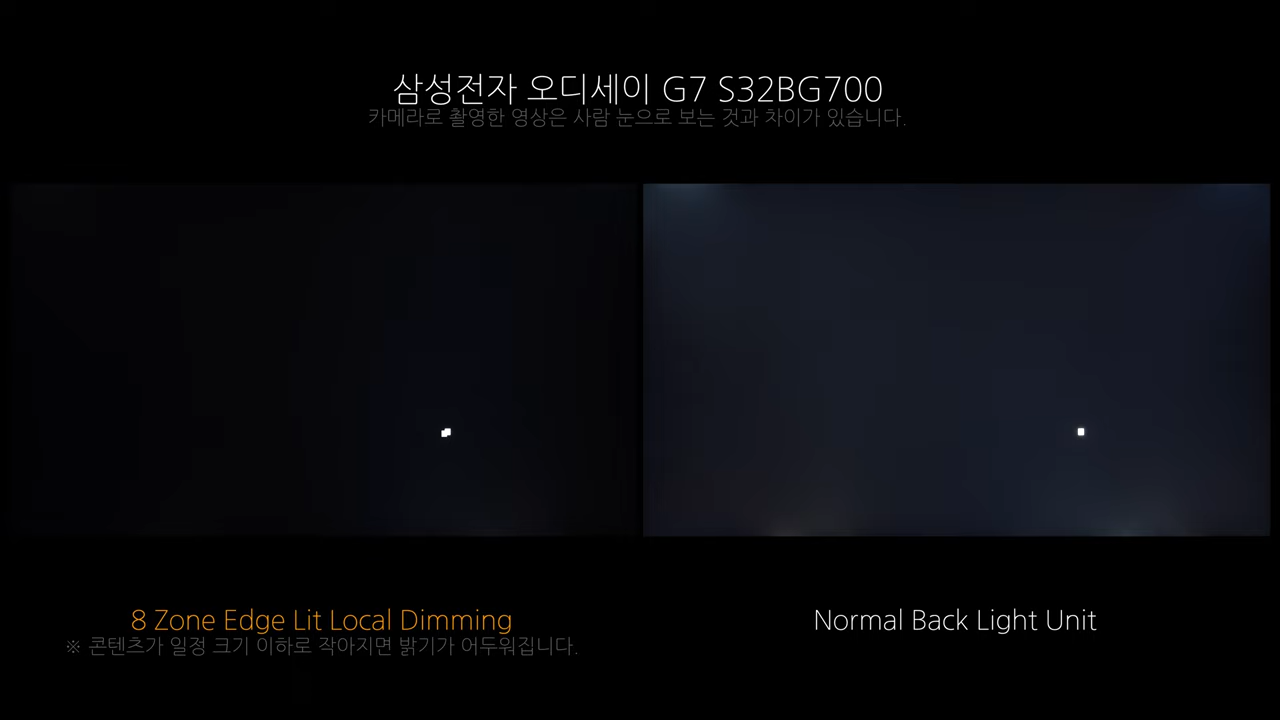 삼성전자 오디세이 G7 S32BG700
카메라로 촬영한 영상은 사람 눈으로 보는 것과 차이가 있습니다.
8 Zone Edge Lit Local Dimming
※ 콘텐츠가 일정 크기 이하로 작아지면 밝기가 어두워집니다.
Normal Back Light Unit